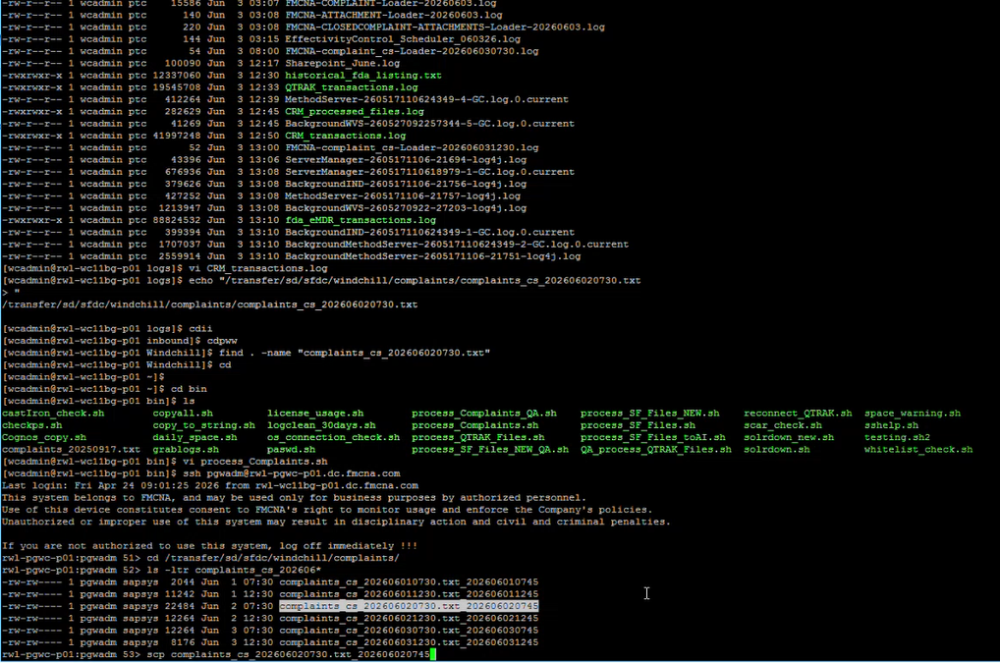 -rw-r--r-- 1 wcadmin ptc    15586 Jun  3 03:07 FMCNA-COMPLAINT-Loader-20260603.log
-rw-r--r-- 1 wcadmin ptc      140 Jun  3 03:08 FMCNA-ATTACHMENT-Loader-20260603.log
-rw-r--r-- 1 wcadmin ptc      220 Jun  3 03:08 FMCNA-CLOSEDCOMPLAINT-ATTACHMENTS-Loader-20260603.log
-rw-r--r-- 1 wcadmin ptc      144 Jun  3 03:15 EffectivityControl_Scheduler_060326.log
-rw-r--r-- 1 wcadmin ptc       54 Jun  3 08:00 FMCNA-complaint_cs-Loader-202606030730.log
-rw-r--r-- 1 wcadmin ptc   100090 Jun  3 12:17 Sharepoint_June.log
-rwxrwxr-x 1 wcadmin ptc 12337060 Jun  3 12:30 historical_fda_listing.txt
-rwxrwxr-x 1 wcadmin ptc 19545708 Jun  3 12:33 QTRAK_transactions.log
-rw-r--r-- 1 wcadmin ptc   412264 Jun  3 12:39 MethodServer-260517110624349-4-GC.log.0.current
-rwxrwxr-x 1 wcadmin ptc   282629 Jun  3 12:45 CRM_processed_files.log
-rw-r--r-- 1 wcadmin ptc    41269 Jun  3 12:45 BackgroundWVS-260527092257344-5-GC.log.0.current
-rwxrwxr-x 1 wcadmin ptc 41997248 Jun  3 12:50 CRM_transactions.log
-rw-r--r-- 1 wcadmin ptc       52 Jun  3 13:00 FMCNA-complaint_cs-Loader-202606031230.log
-rw-r--r-- 1 wcadmin ptc    43396 Jun  3 13:06 ServerManager-2605171106-21694-log4j.log
-rw-r--r-- 1 wcadmin ptc   676936 Jun  3 13:08 ServerManager-2605171106​18979-1-GC.log.0.current
-rw-r--r-- 1 wcadmin ptc   379626 Jun  3 13:08 BackgroundIND-2605171106-21756-log4j.log
-rw-r--r-- 1 wcadmin ptc   427252 Jun  3 13:08 MethodServer-2605171106-21757-log4j.log
-rw-r--r-- 1 wcadmin ptc  1213947 Jun  3 13:08 BackgroundWVS-2605270922-27203-log4j.log
-rwxrwxr-x 1 wcadmin ptc 88824532 Jun  3 13:10 fda_eMDR_transactions.log
-rw-r--r-- 1 wcadmin ptc   399394 Jun  3 13:10 BackgroundIND-260517110624349-1-GC.log.0.current
-rw-r--r-- 1 wcadmin ptc  1707037 Jun  3 13:10 BackgroundMethodServer-260517110624349-2-GC.log.0.current
-rw-r--r-- 1 wcadmin ptc  2559914 Jun  3 13:10 BackgroundMethodServer-2605171106-21751-log4j.log
[wcadmin@rwl-wc11bg-p01 logs]$ vi CRM_transactions.log
[wcadmin@rwl-wc11bg-p01 logs]$ echo "/transfer/sd/sfdc/windchill/complaints/complaints_cs_202606020730.txt
> "
/transfer/sd/sfdc/windchill/complaints/complaints_cs_202606020730.txt
[wcadmin@rwl-wc11bg-p01 logs]$ cdii
[wcadmin@rwl-wc11bg-p01 inbound]$ cdpww
[wcadmin@rwl-wc11bg-p01 Windchill]$ find . -name "complaints_cs_202606020730.txt"
[wcadmin@rwl-wc11bg-p01 Windchill]$ cd
[wcadmin@rwl-wc11bg-p01 ~]$
[wcadmin@rwl-wc11bg-p01 ~]$ cd bin
[wcadmin@rwl-wc11bg-p01 bin]$ ls
castIron_check.sh        copyall.sh         license_usage.sh        process_Complaints_QA.sh     process_SF_Files_NEW.sh     reconnect_QTRAK.sh  space_warning.sh
checkps.sh               copy_to_string.sh  logclean_30days.sh      process_Complaints.sh        process_SF_Files.sh         scar_check.sh       sshelp.sh
Cognos_copy.sh           daily_space.sh     os_connection_check.sh  process_QTRAK_Files.sh       process_SF_Files_toAI.sh    solrdown_new.sh     testing.sh2
complaints_20250917.txt  grablogs.sh        paswd.sh                process_SF_Files_NEW_QA.sh   QA_process_QTRAK_Files.sh   solrdown.sh         whitelist_check.sh
[wcadmin@rwl-wc11bg-p01 bin]$ vi process_Complaints.sh
[wcadmin@rwl-wc11bg-p01 bin]$ ssh pgwadm@rwl-pgwc-p01.dc.fmcna.com
Last login: Fri Apr 24 09:01:25 2026 from rwl-wc11bg-p01.dc.fmcna.com
This system belongs to FMCNA, and may be used only for business purposes by authorized personnel.
Use of this device constitutes consent to FMCNA's right to monitor usage and enforce the Company's policies.
Unauthorized or improper use of this system may result in disciplinary action and civil and criminal penalties.
If you are not authorized to use this system, log off immediately !!!
rwl-pgwc-p01:pgwadm 51> cd /transfer/sd/sfdc/windchill/complaints/
rwl-pgwc-p01:pgwadm 52> ls -ltr complaints_cs_202606*
-rw-rw---- 1 pgwadm sapsys  2044 Jun  1 07:30 complaints_cs_202606010730.txt_202606010745
-rw-rw---- 1 pgwadm sapsys 11242 Jun  1 12:30 complaints_cs_202606011230.txt_202606011245
-rw-rw---- 1 pgwadm sapsys 22484 Jun  2 07:30 complaints_cs_202606020730.txt_202606020745
-rw-rw---- 1 pgwadm sapsys 12264 Jun  2 12:30 complaints_cs_202606021230.txt_202606021245
-rw-rw---- 1 pgwadm sapsys 12264 Jun  3 07:30 complaints_cs_202606030730.txt_202606030745
-rw-rw---- 1 pgwadm sapsys  8176 Jun  3 12:30 complaints_cs_202606031230.txt_202606031245
rwl-pgwc-p01:pgwadm 53> scp complaints_cs_202606020730.txt_202606020745